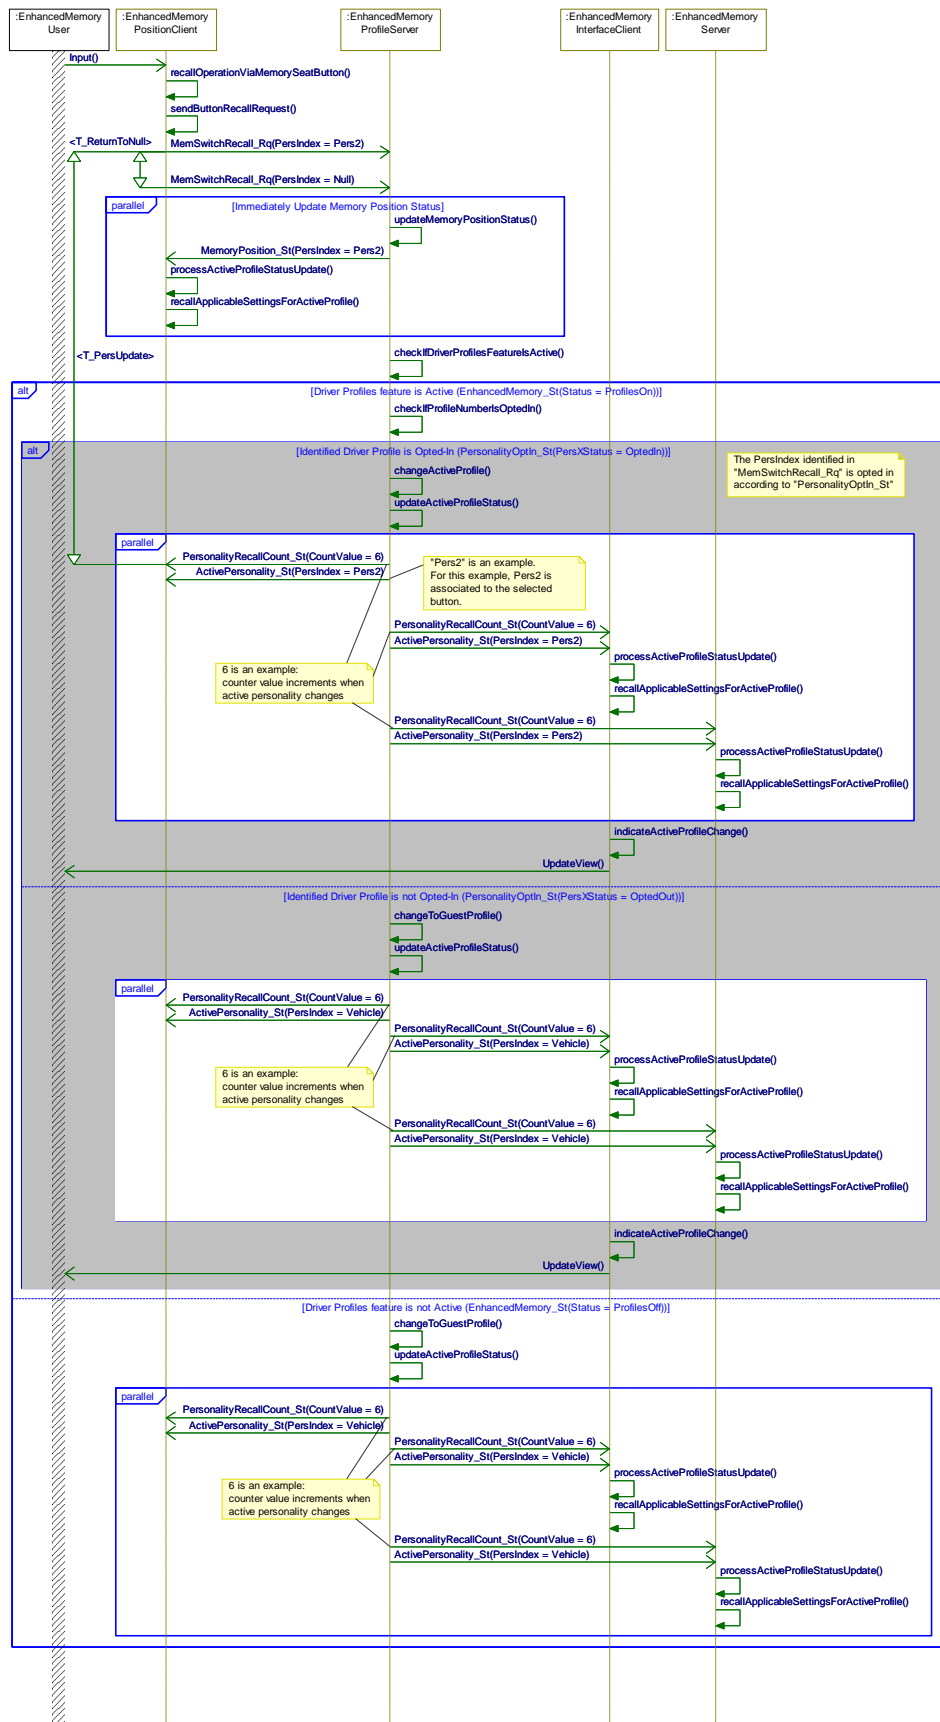 :EnhancedMemory
User
:EnhancedMemory
PositionClient
:EnhancedMemory
ProfileServer
:EnhancedMemory
InterfaceClient
:EnhancedMemory
Server
Input()
recallOperationViaMemorySeatButton()
sendButtonRecallRequest()
<T_ReturnToNull>
MemSwitchRecall_Rq(PersIndex = Pers2)
MemSwitchRecall_Rq(PersIndex = Null)
parallel
[Immediately Update Memory Position Status]
updateMemoryPositionStatus()
MemoryPosition_St(PersIndex = Pers2)
processActiveProfileStatusUpdate()
recallApplicableSettingsForActiveProfile()
<T_PersUpdate>
checkIfDriverProfilesFeatureIsActive()
alt
[Driver Profiles feature is Active (EnhancedMemory_St(Status = ProfilesOn))]
checkIfProfileNumberIsOptedIn()
alt
[Identified Driver Profile is Opted-In (PersonalityOptIn_St(PersXStatus = OptedIn))]
The PersIndex identified in
"MemSwitchRecall_Rq" is opted in
according to "PersonalityOptIn_St"
changeActiveProfile()
updateActiveProfileStatus()
parallel
PersonalityRecallCount_St(CountValue = 6)
ActivePersonality_St(PersIndex = Pers2)
"Pers2" is an example.
For this example, Pers2 is
associated to the selected
button.
PersonalityRecallCount_St(CountValue = 6)
ActivePersonality_St(PersIndex = Pers2)
processActiveProfileStatusUpdate()
6 is an example:
counter value increments when
active personality changes
recallApplicableSettingsForActiveProfile()
PersonalityRecallCount_St(CountValue = 6)
ActivePersonality_St(PersIndex = Pers2)
processActiveProfileStatusUpdate()
recallApplicableSettingsForActiveProfile()
indicateActiveProfileChange()
UpdateView()
[Identified Driver Profile is not Opted-In (PersonalityOptIn_St(PersXStatus = OptedOut))]
changeToGuestProfile()
updateActiveProfileStatus()
parallel
PersonalityRecallCount_St(CountValue = 6)
ActivePersonality_St(PersIndex = Vehicle)
PersonalityRecallCount_St(CountValue = 6)
ActivePersonality_St(PersIndex = Vehicle)
processActiveProfileStatusUpdate()
6 is an example:
counter value increments when
active personality changes
recallApplicableSettingsForActiveProfile()
PersonalityRecallCount_St(CountValue = 6)
ActivePersonality_St(PersIndex = Vehicle)
processActiveProfileStatusUpdate()
recallApplicableSettingsForActiveProfile()
indicateActiveProfileChange()
UpdateView()
[Driver Profiles feature is not Active (EnhancedMemory_St(Status = ProfilesOff))]
changeToGuestProfile()
updateActiveProfileStatus()
parallel
PersonalityRecallCount_St(CountValue = 6)
ActivePersonality_St(PersIndex = Vehicle)
PersonalityRecallCount_St(CountValue = 6)
ActivePersonality_St(PersIndex = Vehicle)
processActiveProfileStatusUpdate()
6 is an example:
counter value increments when
active personality changes
recallApplicableSettingsForActiveProfile()
PersonalityRecallCount_St(CountValue = 6)
ActivePersonality_St(PersIndex = Vehicle)
processActiveProfileStatusUpdate()
recallApplicableSettingsForActiveProfile()